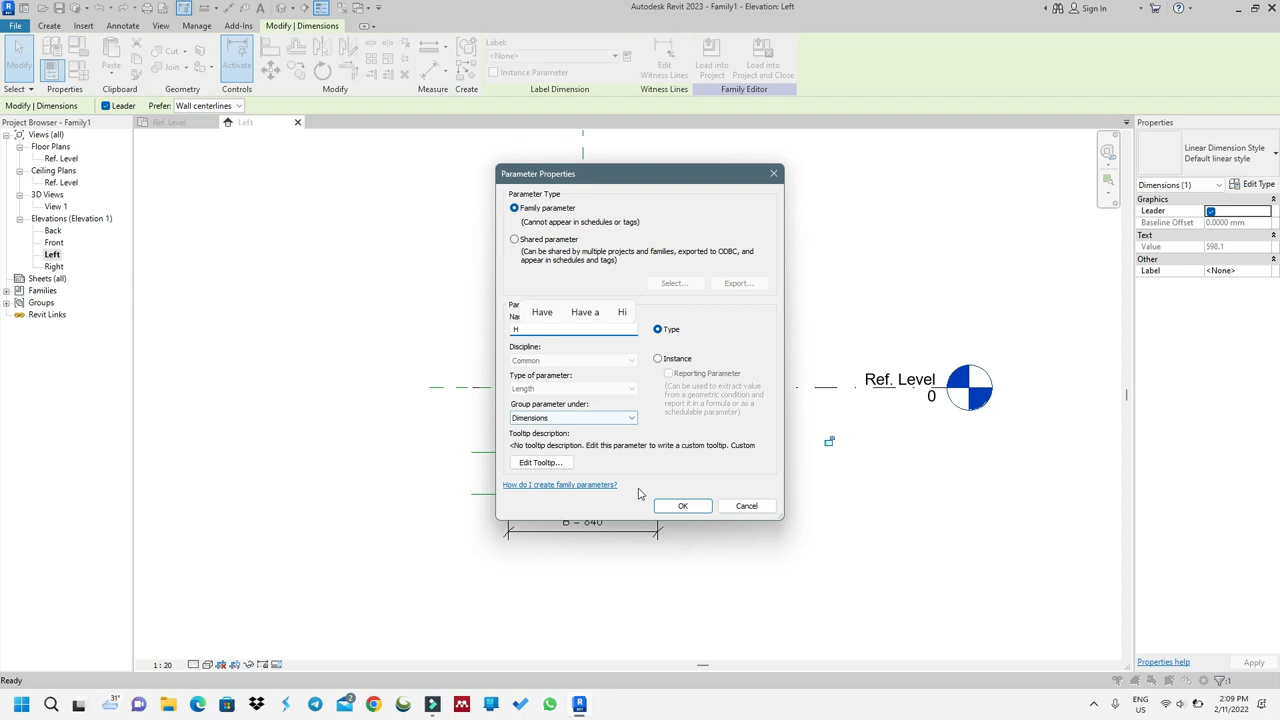 Autodesk Revit 2023 - Family1 - Elevation: Left
Sign In
File Create Insert Annotate View Manage Add-Ins Modify | Dimensions
Label:
<None>
Instance Parameter
Modify
Cut
Join
Paste
Activate
Edit Witness Lines
Load into Project
Load into Project and Close
Select Properties Clipboard Geometry Controls Modify Measure Create Label Dimension Witness Lines Family Editor
Modify | Dimensions Leader Prefer: Wall centerlines
Project Browser - Family1
Ref. Level
Left
Properties
Views (all)
Floor Plans
Ref. Level
Ceiling Plans
Ref. Level
3D Views
View 1
Elevations (Elevation 1)
Back
Front
Left
Right
Sheets (all)
Families
Groups
Revit Links
Parameter Properties
Parameter Type
Family parameter
(Cannot appear in schedules or tags)
Shared parameter
(Can be shared by multiple projects and families, exported to ODBC, and
appear in schedules and tags)
Select...
Export...
Have
Have a
Hi
H
Discipline:
Common
Type of parameter:
Length
Group parameter under:
Dimensions
Tooltip description:
<No tooltip description. Edit this parameter to write a custom tooltip. Custom
Edit Tooltip...
How do I create family parameters?
Type
Instance
Reporting Parameter
(Can be used to extract value
from a geometric condition and
report it in a formula or as a
schedulable parameter)
OK
Cancel
Ref. Level
0
B = 840
Linear Dimension Style
Default linear style
Dimensions (1)
Edit Type
Graphics
Leader
Baseline Offset 0.0000 mm
Text
Value 598.1
Other
Label <None>
Properties help
Apply
1 : 20
Ready
:1
31°
2
ENG
US
2:09 PM
2/11/2022